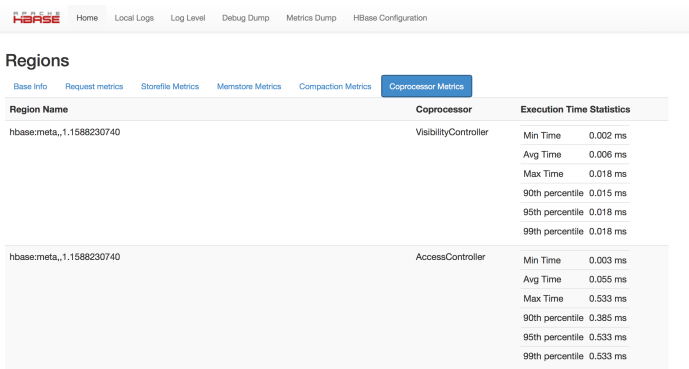 APACHE
HBASE
Home Local Logs Log Level Debug Dump Metrics Dump HBase Configuration
Regions
Base Info Request metrics Storefile Metrics Memstore Metrics Compaction Metrics Coprocessor Metrics
Region Name Coprocessor Execution Time Statistics
hbase:meta,,1.1588230740 VisibilityController Min Time 0.002 ms
Avg Time 0.006 ms
Max Time 0.018 ms
90th percentile 0.015 ms
95th percentile 0.018 ms
99th percentile 0.018 ms
hbase:meta,,1.1588230740 AccessController Min Time 0.003 ms
Avg Time 0.055 ms
Max Time 0.533 ms
90th percentile 0.385 ms
95th percentile 0.533 ms
99th percentile 0.533 ms